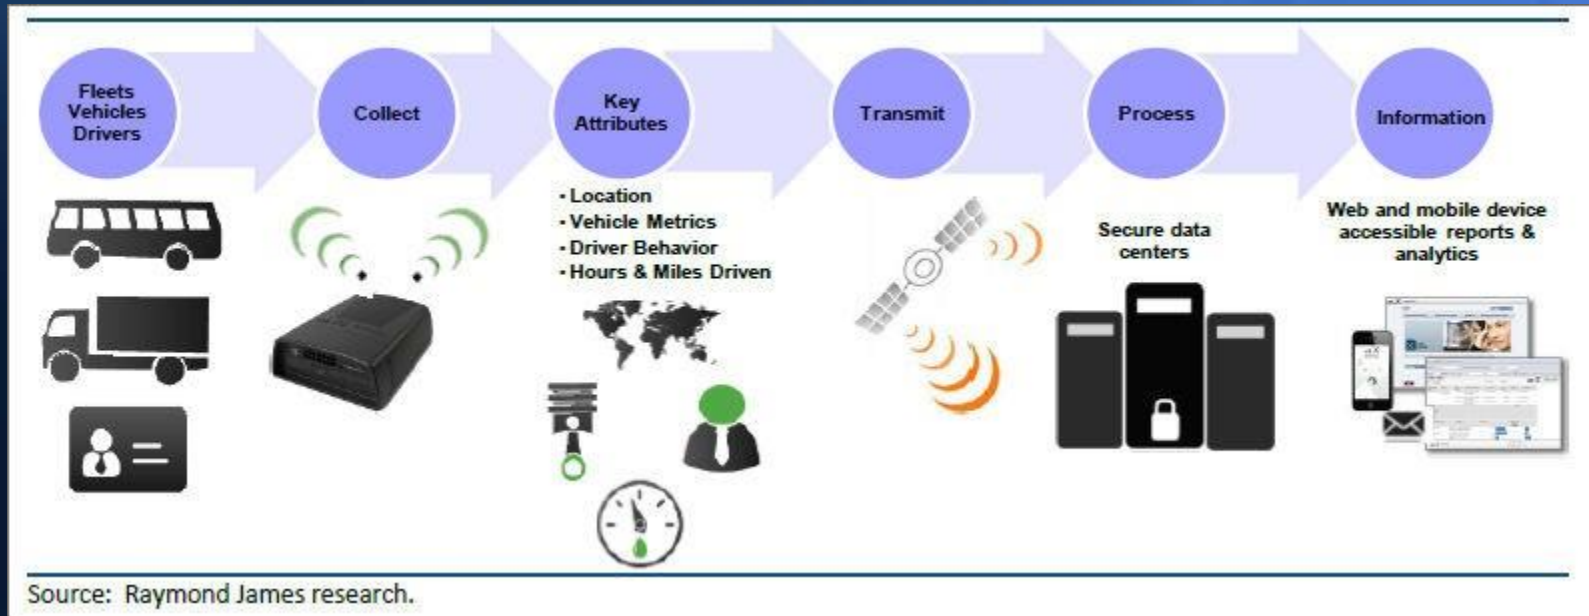 Fleets
Vehicles
Drivers
Collect
Key
Attributes
Transmit
Process
Information
• Location
• Vehicle Metrics
• Driver Behavior
• Hours & Miles Driven
Secure data
centers
Web and mobile device
accessible reports &
analytics
Source: Raymond James research.